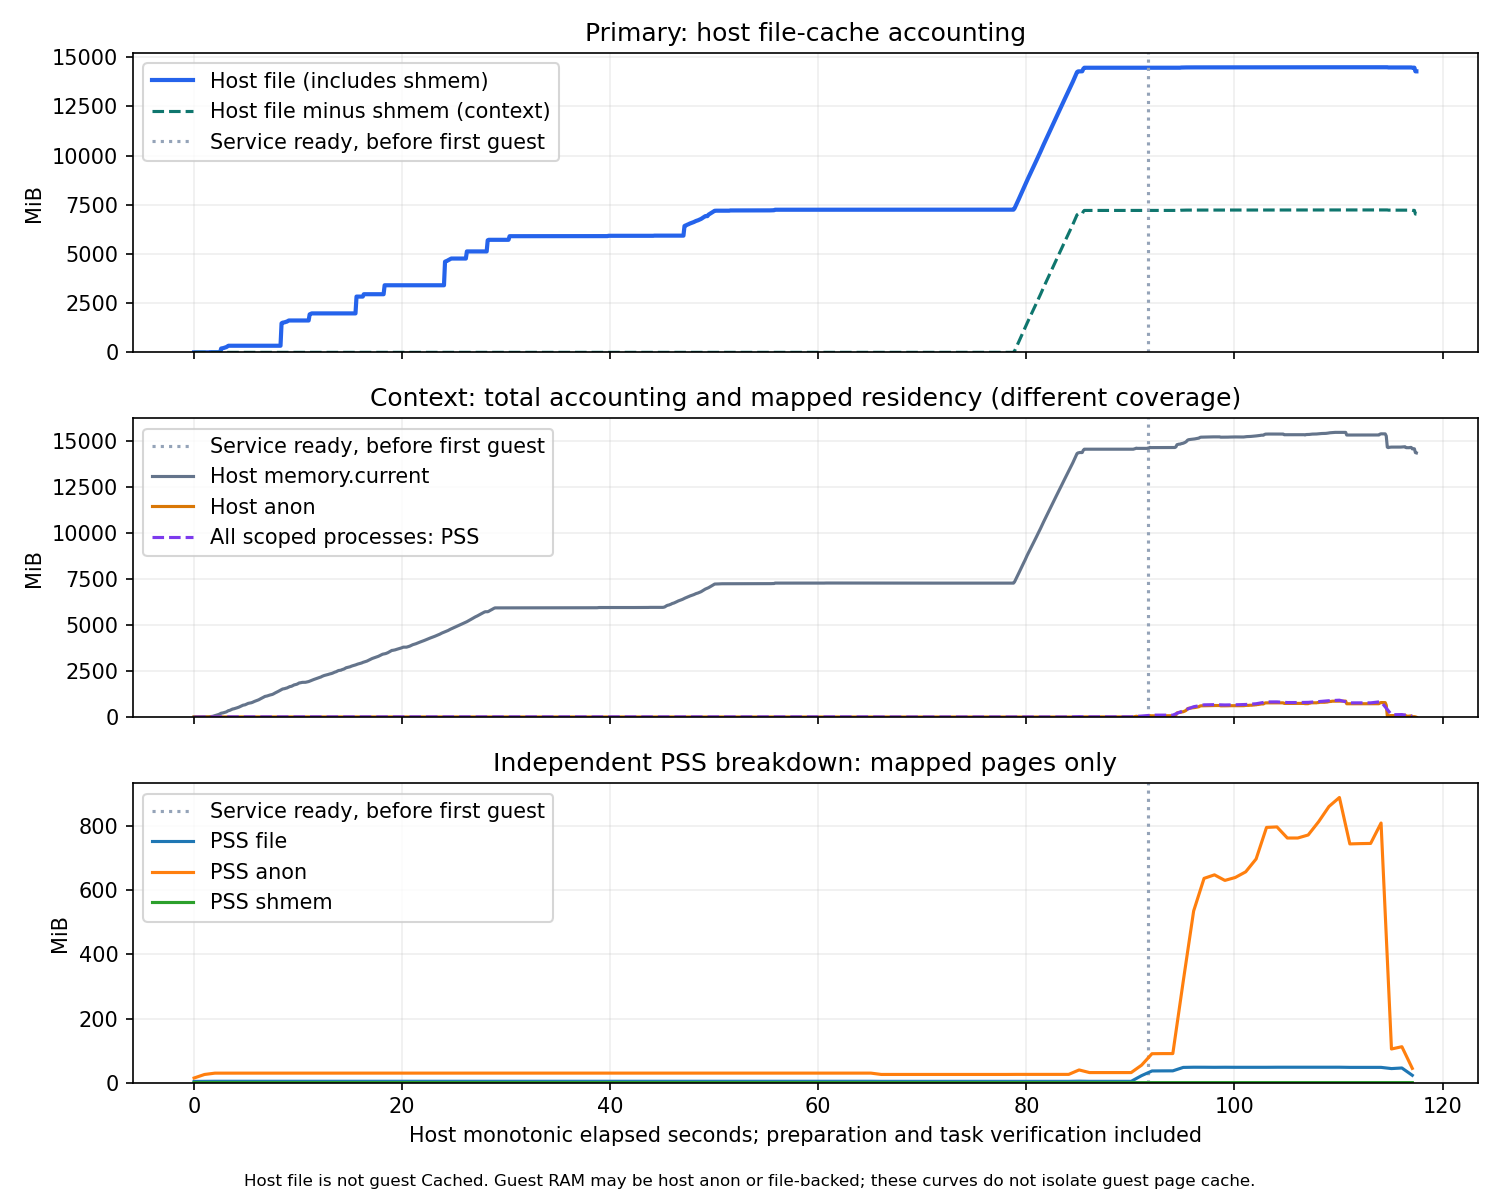 Primary: host file-cache accounting
15000
12500
10000
7500
5000
2500
0
MiB
Host file (includes shmem)
Host file minus shmem (context)
Service ready, before first guest
Context: total accounting and mapped residency (different coverage)
15000
12500
10000
7500
5000
2500
0
MiB
Service ready, before first guest
Host memory.current
Host anon
All scoped processes: PSS
Independent PSS breakdown: mapped pages only
800
600
400
200
0
MiB
Service ready, before first guest
PSS file
PSS anon
PSS shmem
0 20 40 60 80 100 120
Host monotonic elapsed seconds; preparation and task verification included
Host file is not guest Cached. Guest RAM may be host anon or file-backed; these curves do not isolate guest page cache.